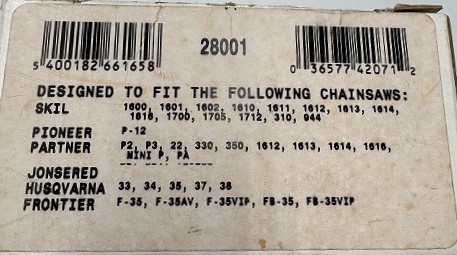 28001
5 400182 661658
0 36577 42071 2
DESIGNED TO FIT THE FOLLOWING CHAINSAWS:
SKIL 1600, 1601, 1602, 1610, 1611, 1612, 1613, 1614,
1616, 1700, 1705, 1712, 310, 944
PIONEER P-12
PARTNER P2, P3, 22, 330, 350, 1612, 1613, 1614, 1616,
MINI P, PA
JONSERED
HUSQVARNA 33, 34, 35, 37, 38
FRONTIER F-35, F-35AV, F-35VIP, FB-35, FB-35VIP